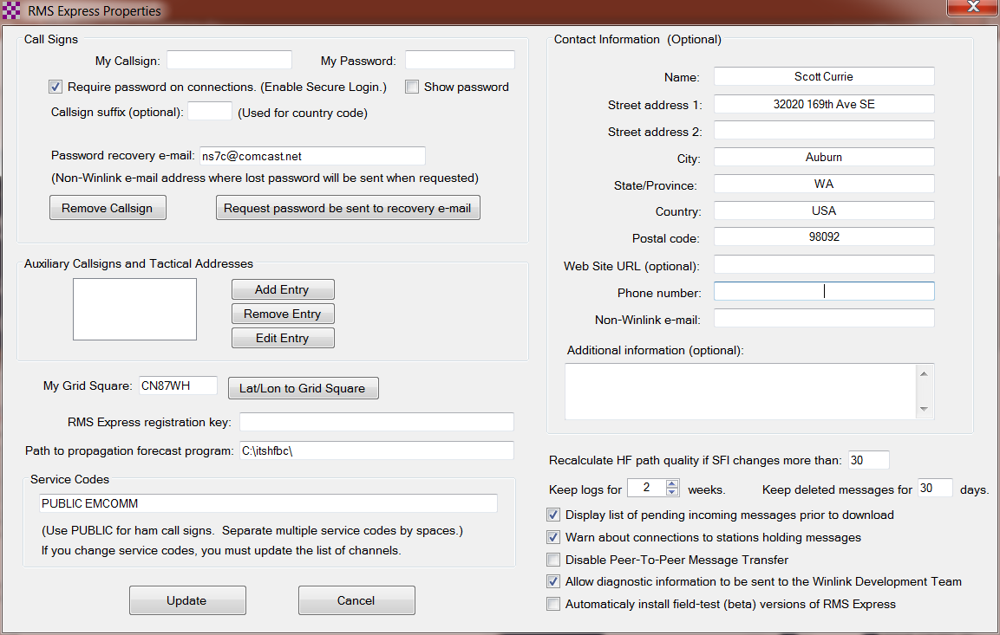 RMS Express Properties
X
Call Signs
My Callsign:
My Password:
Require password on connections. (Enable Secure Login.)
Show password
Callsign suffix (optional):
(Used for country code)
Password recovery e-mail: ns7c@comcast.net
(Non-Winlink e-mail address where lost password will be sent when requested)
Remove Callsign
Request password be sent to recovery e-mail
Auxiliary Callsigns and Tactical Addresses
Add Entry
Remove Entry
Edit Entry
My Grid Square: CN87WH
Lat/Lon to Grid Square
RMS Express registration key:
Path to propagation forecast program: C:\itshfbc\
Service Codes
PUBLIC EMCOMM
(Use PUBLIC for ham call signs. Separate multiple service codes by spaces.)
If you change service codes, you must update the list of channels.
Update
Cancel
Contact Information (Optional)
Name: Scott Currie
Street address 1: 32020 169th Ave SE
Street address 2:
City: Auburn
State/Province: WA
Country: USA
Postal code: 98092
Web Site URL (optional):
Phone number:
Non-Winlink e-mail:
Additional information (optional):
Recalculate HF path quality if SFI changes more than: 30
Keep logs for 2 weeks. Keep deleted messages for 30 days.
Display list of pending incoming messages prior to download
Warn about connections to stations holding messages
Disable Peer-To-Peer Message Transfer
Allow diagnostic information to be sent to the Winlink Development Team
Automaticaly install field-test (beta) versions of RMS Express